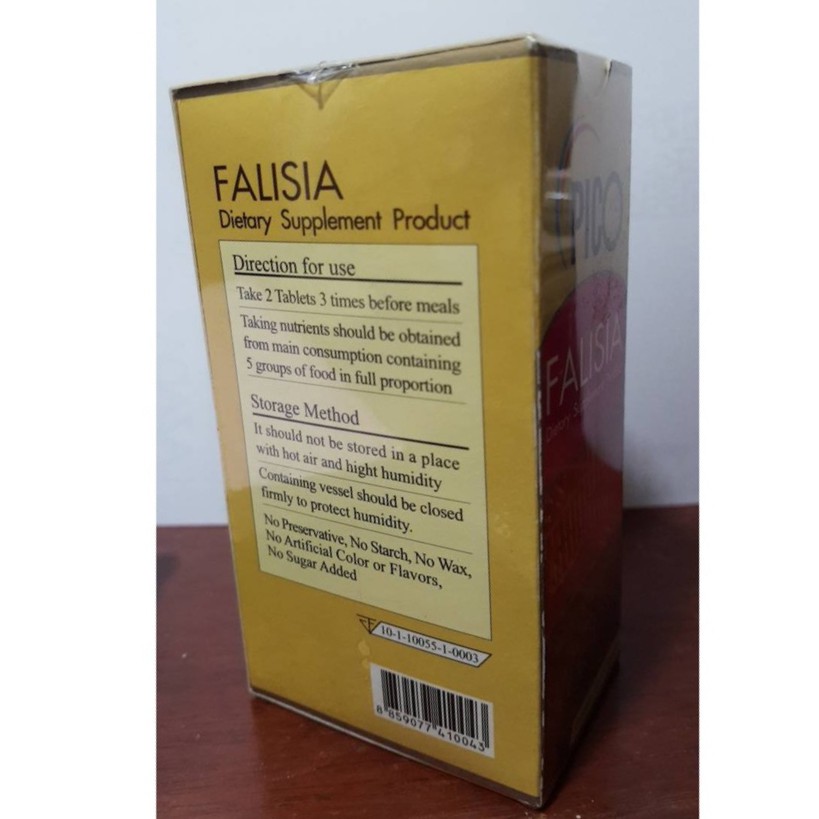 FALISIA
Dietary Supplement Product
Direction for use
Take 2 Tablets 3 times before meals
Taking nutrients should be obtained
from main consumption containing
5 groups of food in full proportion
Storage Method
It should not be stored in a place
with hot air and hight humidity
Containing vessel should be closed
firmly to protect humidity.
No Preservative, No Starch, No Wax,
No Artificial Color or Flavors,
No Sugar Added
10-1-10055-1-0003
8 859077 410043
PICO
FALISIA
Dietary Supplement